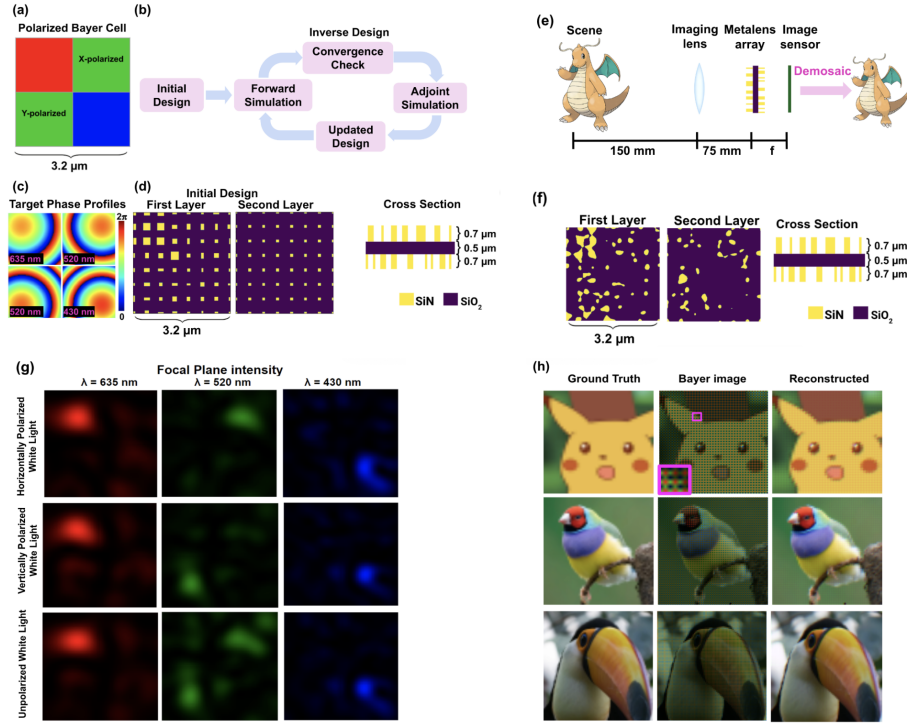 (a)
Polarized Bayer Cell
X-polarized
Y-polarized
3.2 μm
(b)
Inverse Design
Initial
Design
Forward
Simulation
Convergence
Check
Adjoint
Simulation
Updated
Design
(c)
Target Phase Profiles
635 nm
520 nm
520 nm
430 nm
2π
0
(d)
Initial Design
First Layer
Second Layer
3.2 μm
Cross Section
0.7 μm
0.5 μm
0.7 μm
SiN
SiO2
(e)
Scene
Imaging
lens
Metalens
array
Image
sensor
Demosaic
150 mm
75 mm
f
(f)
First Layer
Second Layer
3.2 μm
Cross Section
0.7 μm
0.5 μm
0.7 μm
SiN
SiO2
(g)
Focal Plane intensity
λ = 635 nm
λ = 520 nm
λ = 430 nm
Horizontally Polarized
White Light
Vertically Polarized
White Light
Unpolarized White Light
(h)
Ground Truth
Bayer image
Reconstructed